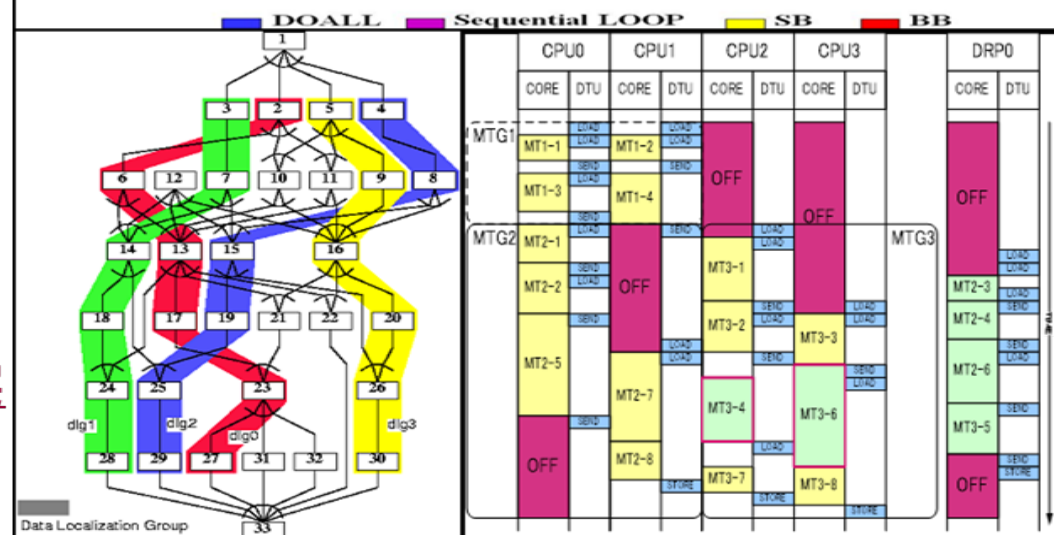 DOALL Sequential LOOP SB BB
1
3 2 5 4
6 12 7 10 11 9 8
14 13 15 16
18 17 19 21 22 20
24 25 23 26
dlg1 dlg2 dlg0 dlg3
28 29 27 31 32 30
Data Localization Group
33
CPU0 CPU1 CPU2 CPU3 DRP0
CORE DTU CORE DTU CORE DTU CORE DTU CORE DTU
MTG1
LOAD LOAD
LOAD LOAD
MT1-1 MT1-2
SEND SEND
LOAD
MT1-3 MT1-4
OFF OFF OFF
SEND
MTG2 MTG3
LOAD SEND LOAD
LOAD
MT2-1
MT3-1
LOAD
LOAD
SEND
LOAD
MT2-2
OFF
MT2-3
LOAD
SEND
SEND LOAD
SEND LOAD LOAD
MT2-4
MT3-2 MT3-3
LOAD
LOAD
SEND
SEND
LOAD
MT2-5
MT2-6
SEND
LOAD
MT2-7
MT3-4 MT3-6
SEND
SEND
MT3-5
LOAD
MT2-8
OFF
MT3-7 MT3-8
SEND
STORE
OFF
STORE
STORE
STORE